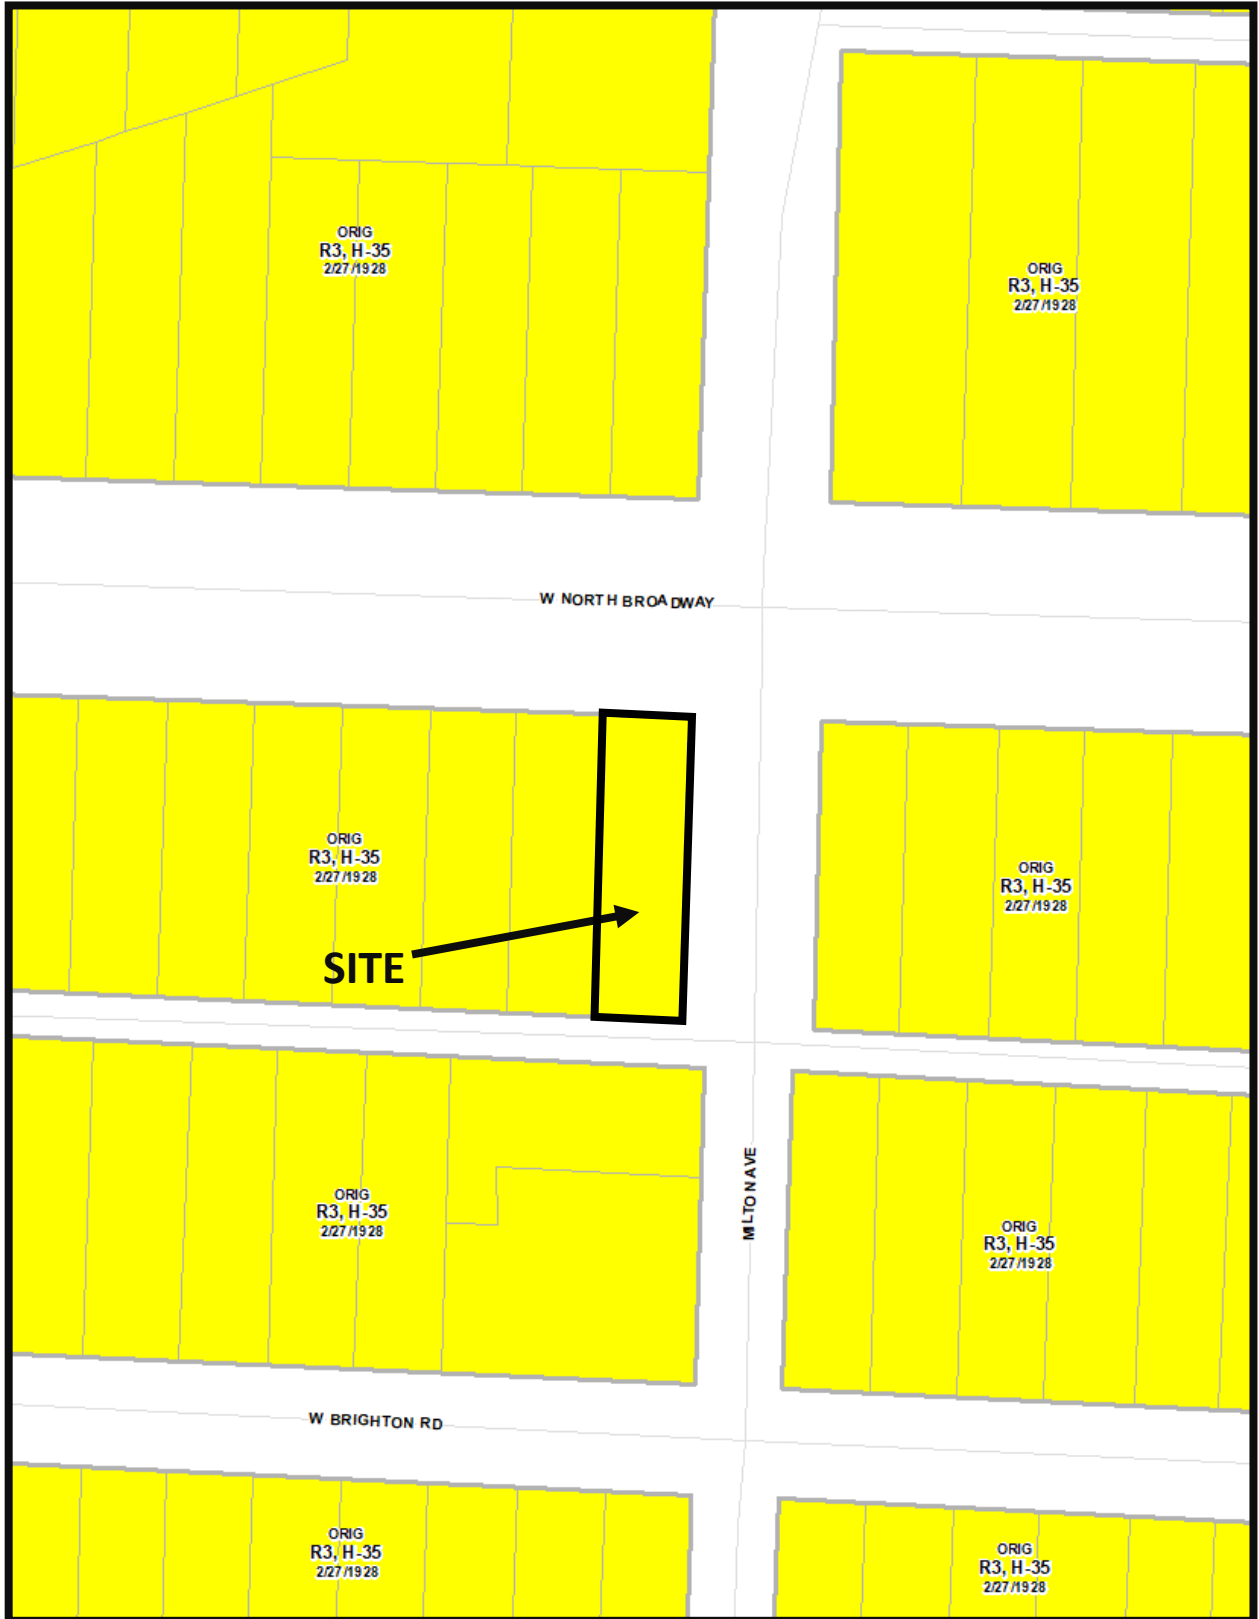 ORIG
R3, H-35
2/27/1928
ORIG
R3, H-35
2/27/1928
W NORTH BROADWAY
ORIG
R3, H-35
2/27/1928
ORIG
R3, H-35
2/27/1928
SITE
MILTON AVE
ORIG
R3, H-35
2/27/1928
ORIG
R3, H-35
2/27/1928
W BRIGHTON RD
ORIG
R3, H-35
2/27/1928
ORIG
R3, H-35
2/27/1928